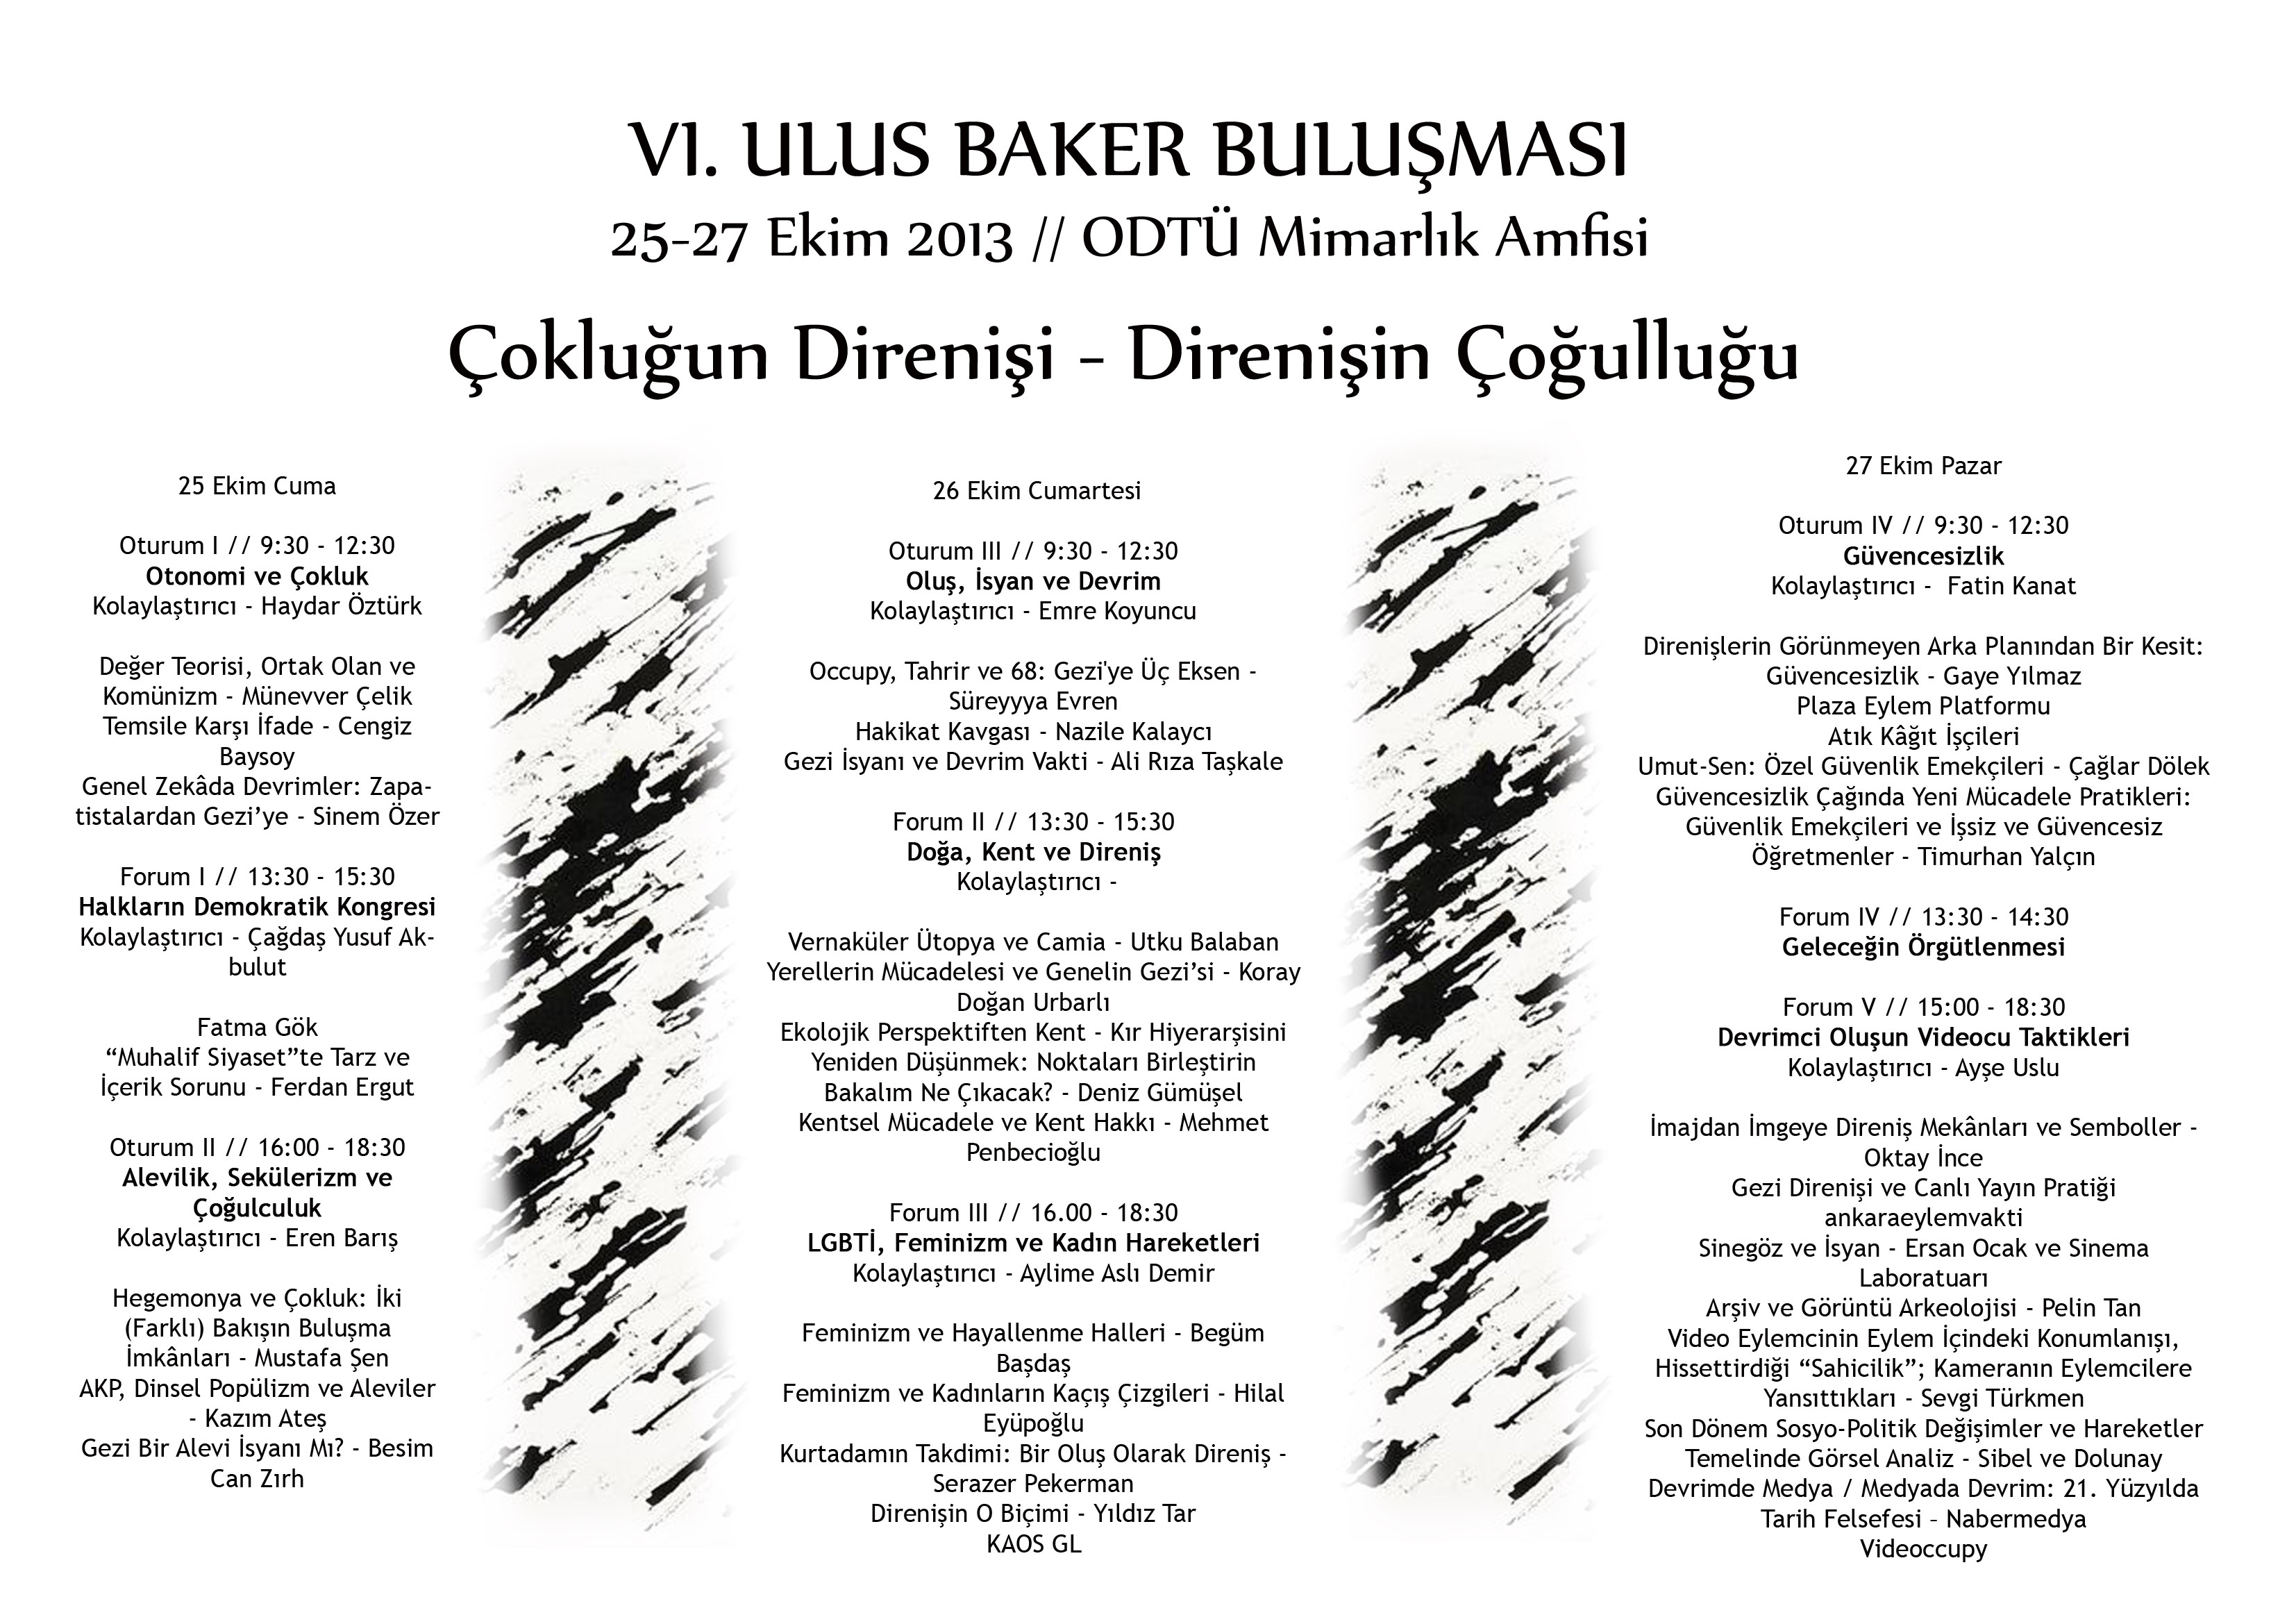 VI. ULUS BAKER BULUŞMASI
25-27 Ekim 2013 // ODTÜ Mimarlık Amfisi
Çokluğun Direnişi - Direnişin Çoğulluğu
25 Ekim Cuma
Oturum I // 9:30 - 12:30
Otonomi ve Çokluk
Kolaylaştırıcı - Haydar Öztürk
Değer Teorisi, Ortak Olan ve
Komünizm - Münevver Çelik
Temsile Karşı İfade - Cengiz
Baysoy
Genel Zekâda Devrimler: Zapa-
tistalardan Gezi’ye - Sinem Özer
Forum I // 13:30 - 15:30
Halkların Demokratik Kongresi
Kolaylaştırıcı - Çağdaş Yusuf Ak-
bulut
Fatma Gök
“Muhalif Siyaset”te Tarz ve
İçerik Sorunu - Ferdan Ergut
Oturum II // 16:00 - 18:30
Alevilik, Sekülerizm ve
Çoğulculuk
Kolaylaştırıcı - Eren Barış
Hegemonya ve Çokluk: İki
(Farklı) Bakışın Buluşma
İmkânları - Mustafa Şen
AKP, Dinsel Popülizm ve Aleviler
- Kazım Ateş
Gezi Bir Alevi İsyanı Mı? - Besim
Can Zırh
26 Ekim Cumartesi
Oturum III // 9:30 - 12:30
Oluş, İsyan ve Devrim
Kolaylaştırıcı - Emre Koyuncu
Occupy, Tahrir ve 68: Gezi'ye Üç Eksen -
Süreyyya Evren
Hakikat Kavgası - Nazile Kalaycı
Gezi İsyanı ve Devrim Vakti - Ali Rıza Taşkale
Forum II // 13:30 - 15:30
Doğa, Kent ve Direniş
Kolaylaştırıcı -
Vernaküler Ütopya ve Camia - Utku Balaban
Yerellerin Mücadelesi ve Genelin Gezi’si - Koray
Doğan Urbarlı
Ekolojik Perspektiften Kent - Kır Hiyerarşisini
Yeniden Düşünmek: Noktaları Birleştirin
Bakalım Ne Çıkacak? - Deniz Gümüşel
Kentsel Mücadele ve Kent Hakkı - Mehmet
Penbecioğlu
Forum III // 16.00 - 18:30
LGBTİ, Feminizm ve Kadın Hareketleri
Kolaylaştırıcı - Aylime Aslı Demir
Feminizm ve Hayallenme Halleri - Begüm
Başdaş
Feminizm ve Kadınların Kaçış Çizgileri - Hilal
Eyüpoğlu
Kurtadamın Takdimi: Bir Oluş Olarak Direniş -
Serazer Pekerman
Direnişin O Biçimi - Yıldız Tar
KAOS GL
27 Ekim Pazar
Oturum IV // 9:30 - 12:30
Güvencesizlik
Kolaylaştırıcı -  Fatin Kanat
Direnişlerin Görünmeyen Arka Planından Bir Kesit:
Güvencesizlik - Gaye Yılmaz
Plaza Eylem Platformu
Atık Kâğıt İşçileri
Umut-Sen: Özel Güvenlik Emekçileri - Çağlar Dölek
Güvencesizlik Çağında Yeni Mücadele Pratikleri:
Güvenlik Emekçileri ve İşsiz ve Güvencesiz
Öğretmenler - Timurhan Yalçın
Forum IV // 13:30 - 14:30
Geleceğin Örgütlenmesi
Forum V // 15:00 - 18:30
Devrimci Oluşun Videocu Taktikleri
Kolaylaştırıcı - Ayşe Uslu
İmajdan İmgeye Direniş Mekânları ve Semboller -
Oktay İnce
Gezi Direnişi ve Canlı Yayın Pratiği
ankaraeylemvakti
Sinegöz ve İsyan - Ersan Ocak ve Sinema
Laboratuarı
Arşiv ve Görüntü Arkeolojisi - Pelin Tan
Video Eylemcinin Eylem İçindeki Konumlanışı,
Hissettirdiği “Sahicilik”; Kameranın Eylemcilere
Yansıttıkları - Sevgi Türkmen
Son Dönem Sosyo-Politik Değişimler ve Hareketler
Temelinde Görsel Analiz - Sibel ve Dolunay
Devrimde Medya / Medyada Devrim: 21. Yüzyılda
Tarih Felsefesi – Nabermedya
Videoccupy